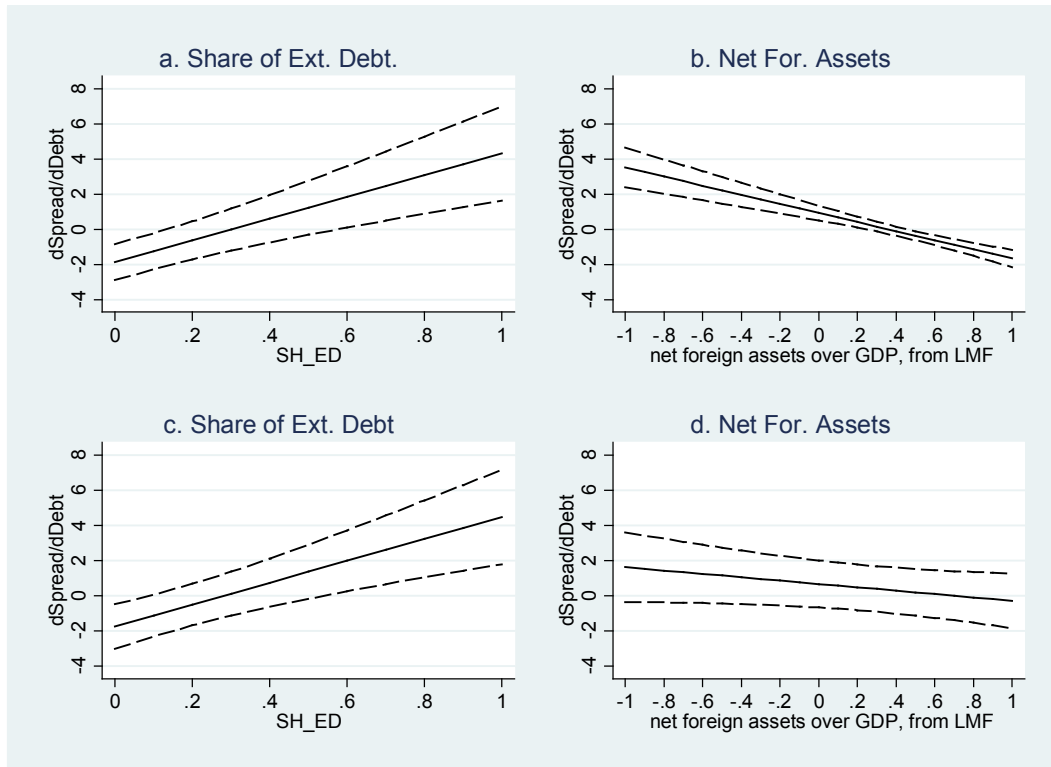 a. Share of Ext. Debt.
dSpread/dDebt
8
6
4
2
0
-2
-4
0 .2 .4 .6 .8 1
SH_ED
b. Net For. Assets
dSpread/dDebt
8
6
4
2
0
-2
-4
-1 -.8 -.6 -.4 -.2 0 .2 .4 .6 .8 1
net foreign assets over GDP, from LMF
c. Share of Ext. Debt
dSpread/dDebt
8
6
4
2
0
-2
-4
0 .2 .4 .6 .8 1
SH_ED
d. Net For. Assets
dSpread/dDebt
8
6
4
2
0
-2
-4
-1 -.8 -.6 -.4 -.2 0 .2 .4 .6 .8 1
net foreign assets over GDP, from LMF